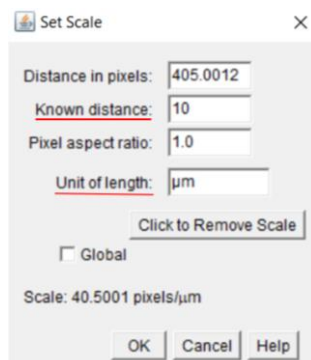 Set Scale
Distance in pixels: 405.0012
Known distance: 10
Pixel aspect ratio: 1.0
Unit of length: µm
Click to Remove Scale
Global
Scale: 40.5001 pixels/µm
OK Cancel Help